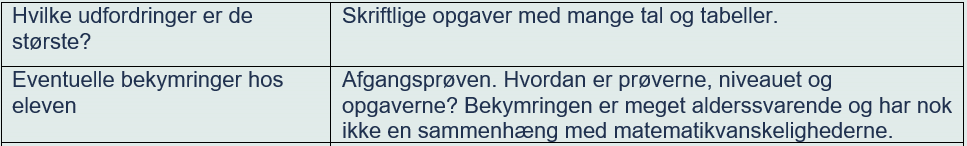 Hvilke udfordringer er de
største?
Skriftlige opgaver med mange tal og tabeller.
Eventuelle bekymringer hos
eleven
Afgangsprøven. Hvordan er prøverne, niveauet og
opgaverne? Bekymringen er meget alderssvarende og har nok
ikke en sammenhæng med matematikvanskelighederne.